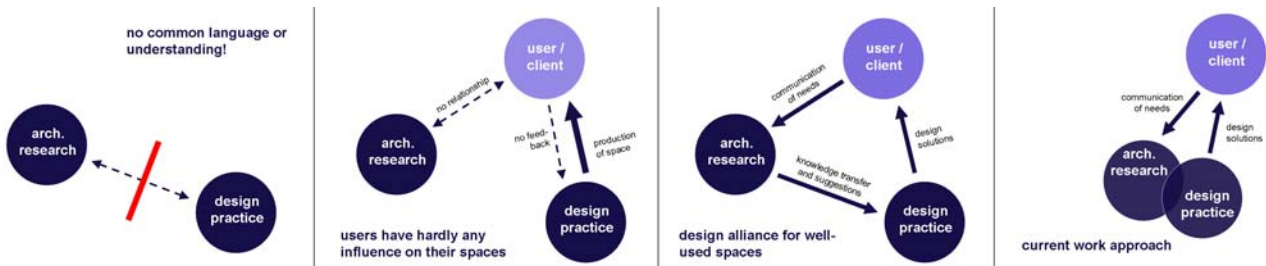 no common language or
understanding!
arch.
research
design
practice
user /
client
no relationship
arch.
research
no feed-
back
production
of space
design
practice
users have hardly any
influence on their spaces
user /
client
communication
of needs
arch.
research
design
solutions
knowledge transfer
and suggestions
design
practice
design alliance for well-
used spaces
user /
client
communication
of needs
design
solutions
arch.
research
design
practice
current work approach